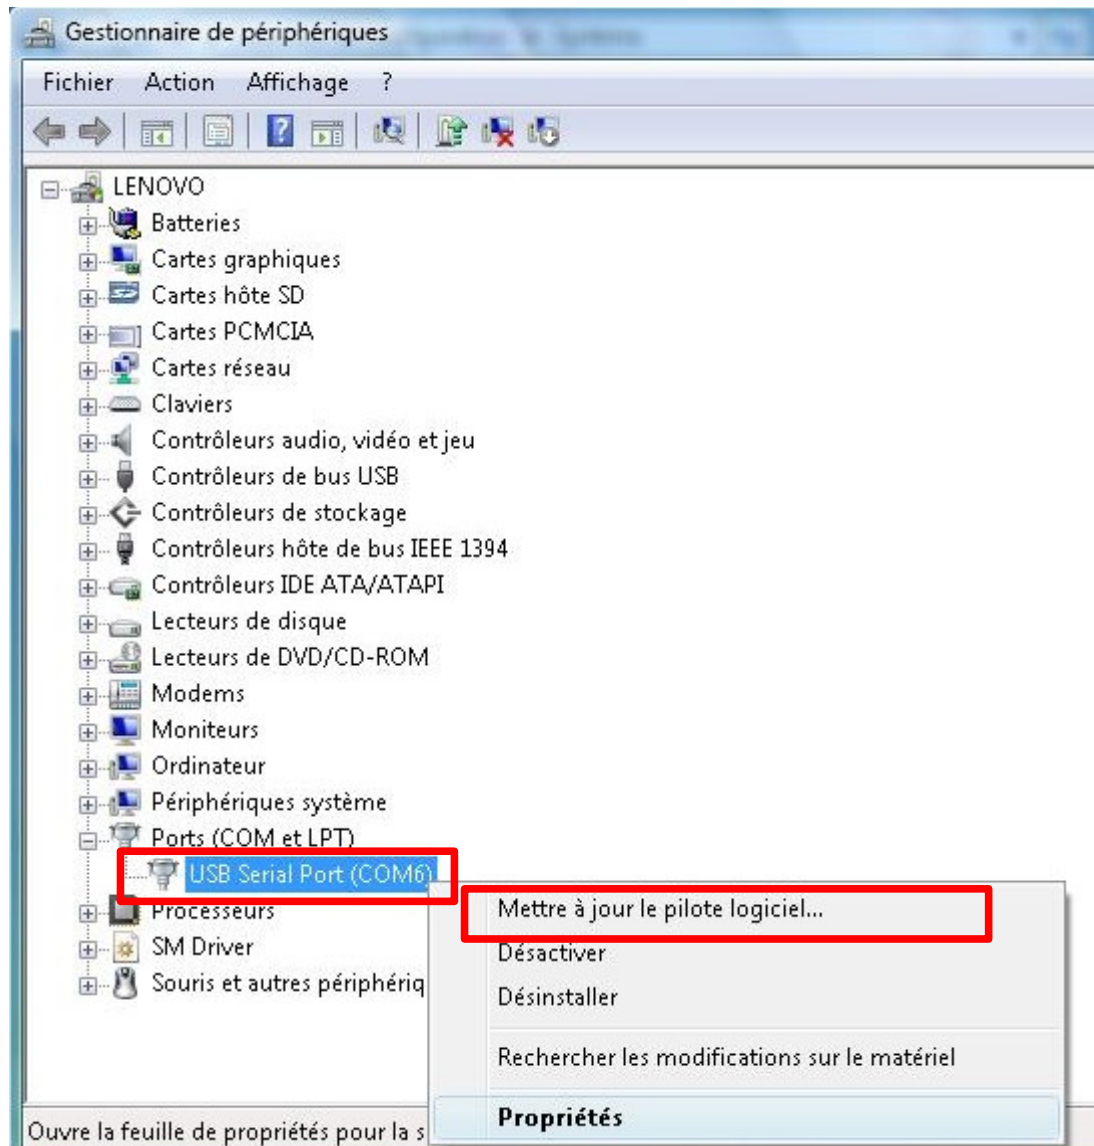 Gestionnaire de périphériques
Fichier Action Affichage ?
LENOVO
Batteries
Cartes graphiques
Cartes hôte SD
Cartes PCMCIA
Cartes réseau
Claviers
Contrôleurs audio, vidéo et jeu
Contrôleurs de bus USB
Contrôleurs de stockage
Contrôleurs hôte de bus IEEE 1394
Contrôleurs IDE ATA/ATAPI
Lecteurs de disque
Lecteurs de DVD/CD-ROM
Modems
Moniteurs
Ordinateur
Périphériques système
Ports (COM et LPT)
USB Serial Port (COM6)
Processeurs
SM Driver
Souris et autres périphériq
Mettre à jour le pilote logiciel...
Désactiver
Désinstaller
Rechercher les modifications sur le matériel
Propriétés
Ouvre la feuille de propriétés pour la s